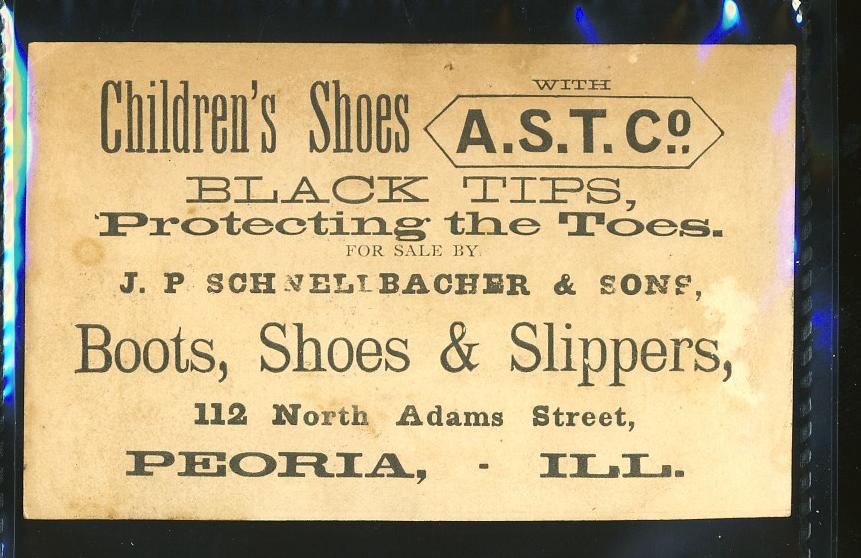 WITH
Children's Shoes A.S.T. Co.
BLACK TIPS,
Protecting the Toes.
FOR SALE BY
J. P SCHNELLBACHER & SONS,
Boots, Shoes & Slippers,
112 North Adams Street,
PEORIA, - ILL.